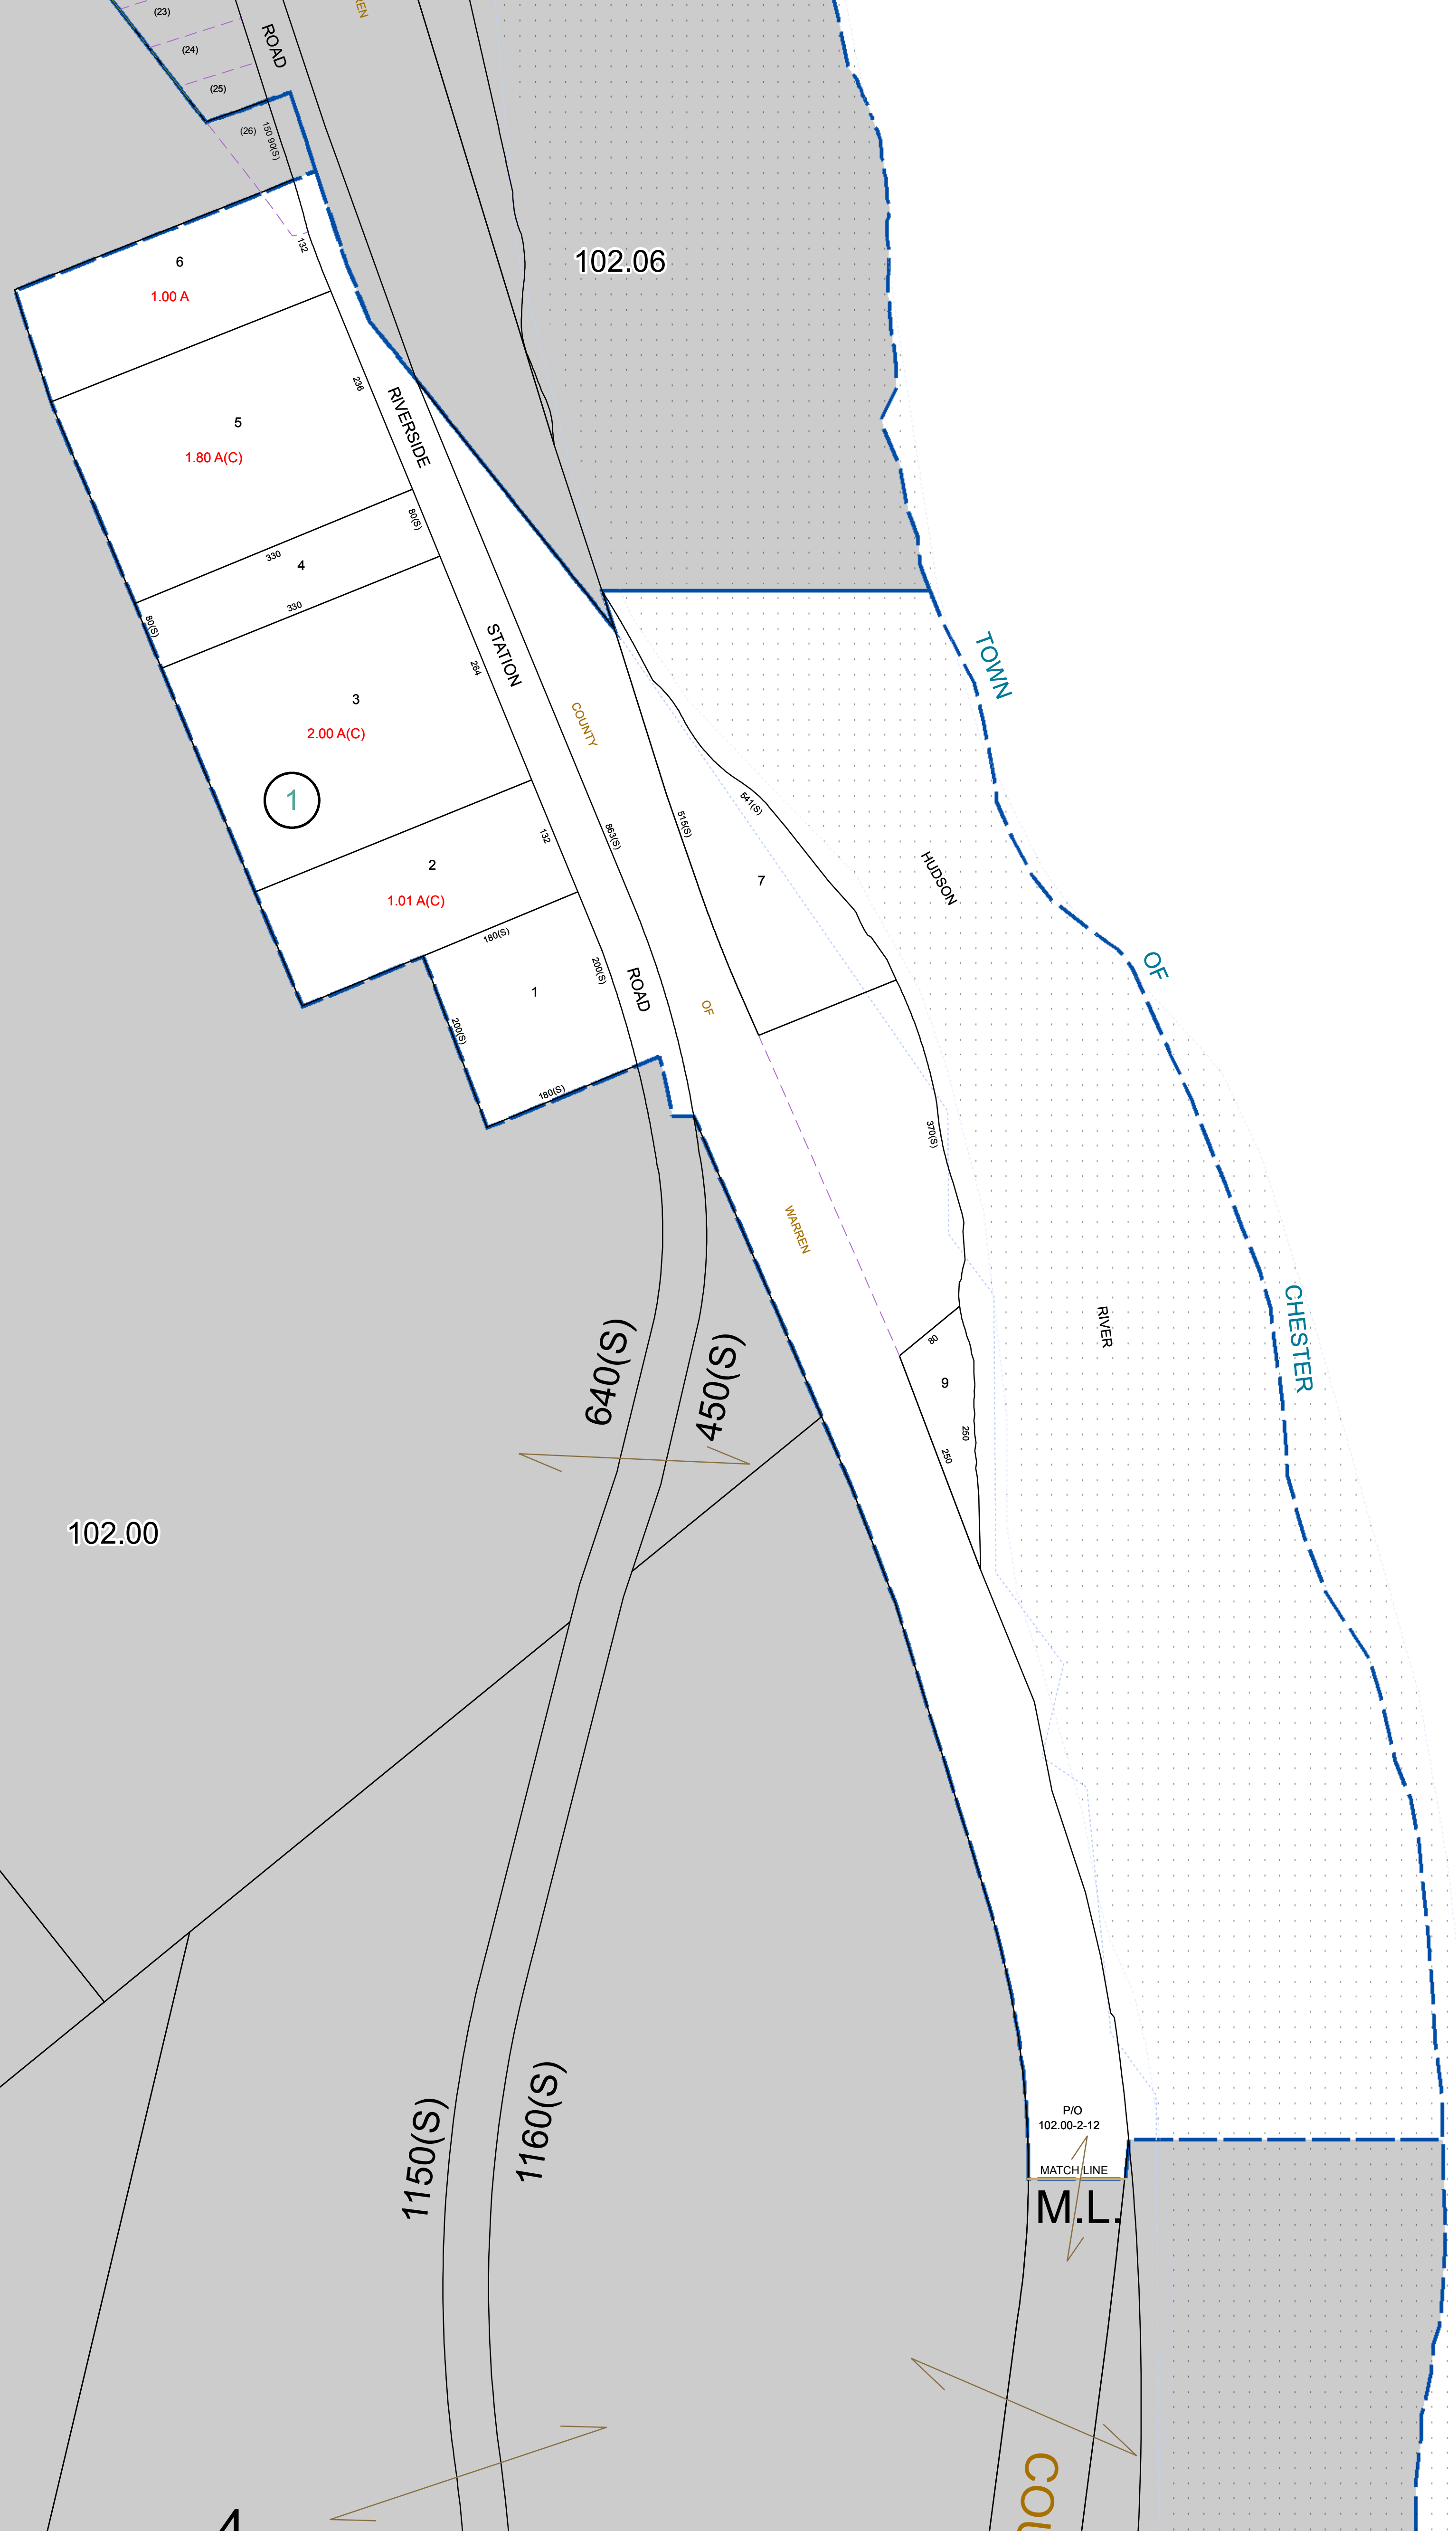 (23)
(24)
(25)
(26)
ROAD
REN
150.90(S)
132
102.06
6
1.00 A
236
RIVERSIDE
5
1.80 A(C)
80(S)
330
4
330
80(S)
264
STATION
COUNTY
TOWN
3
2.00 A(C)
1
132
863(S)
515(S)
541(S)
2
1.01 A(C)
7
HUDSON
180(S)
200(S)
ROAD
OF
OF
1
200(S)
180(S)
370(S)
WARREN
RIVER
CHESTER
640(S)
450(S)
80
9
250
250
102.00
1150(S)
1160(S)
P/O
102.00-2-12
MATCH LINE
M.L.
COU
4